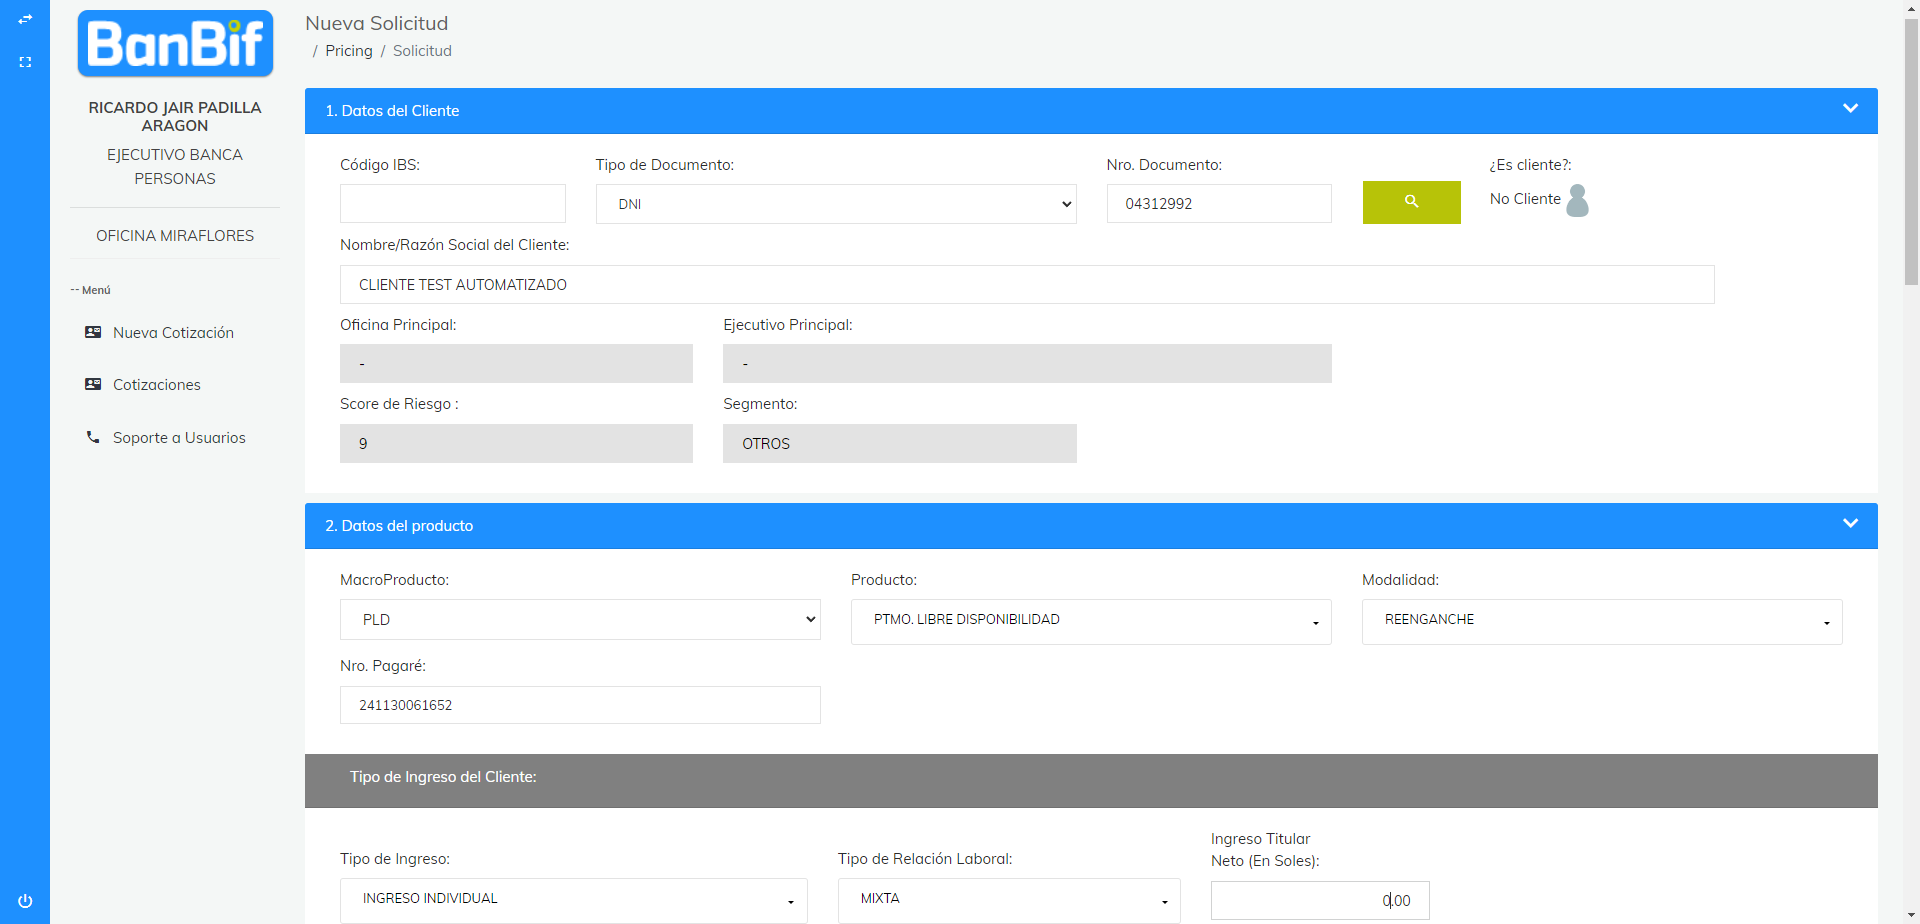 BanBif
RICARDO JAIR PADILLA
ARAGON
EJECUTIVO BANCA
PERSONAS
OFICINA MIRAFLORES
-- Menú
Nueva Cotización
Cotizaciones
Soporte a Usuarios
Nueva Solicitud
/ Pricing / Solicitud
1. Datos del Cliente
Código IBS:
Tipo de Documento:
Nro. Documento:
¿Es cliente?:
DNI
04312992
No Cliente
Nombre/Razón Social del Cliente:
CLIENTE TEST AUTOMATIZADO
Oficina Principal:
Ejecutivo Principal:
-
-
Score de Riesgo :
Segmento:
9
OTROS
2. Datos del producto
MacroProducto:
Producto:
Modalidad:
PLD
PTMO. LIBRE DISPONIBILIDAD
REENGANCHE
Nro. Pagaré:
241130061652
Tipo de Ingreso del Cliente:
Tipo de Ingreso:
Tipo de Relación Laboral:
Ingreso Titular
Neto (En Soles):
INGRESO INDIVIDUAL
MIXTA
0.00